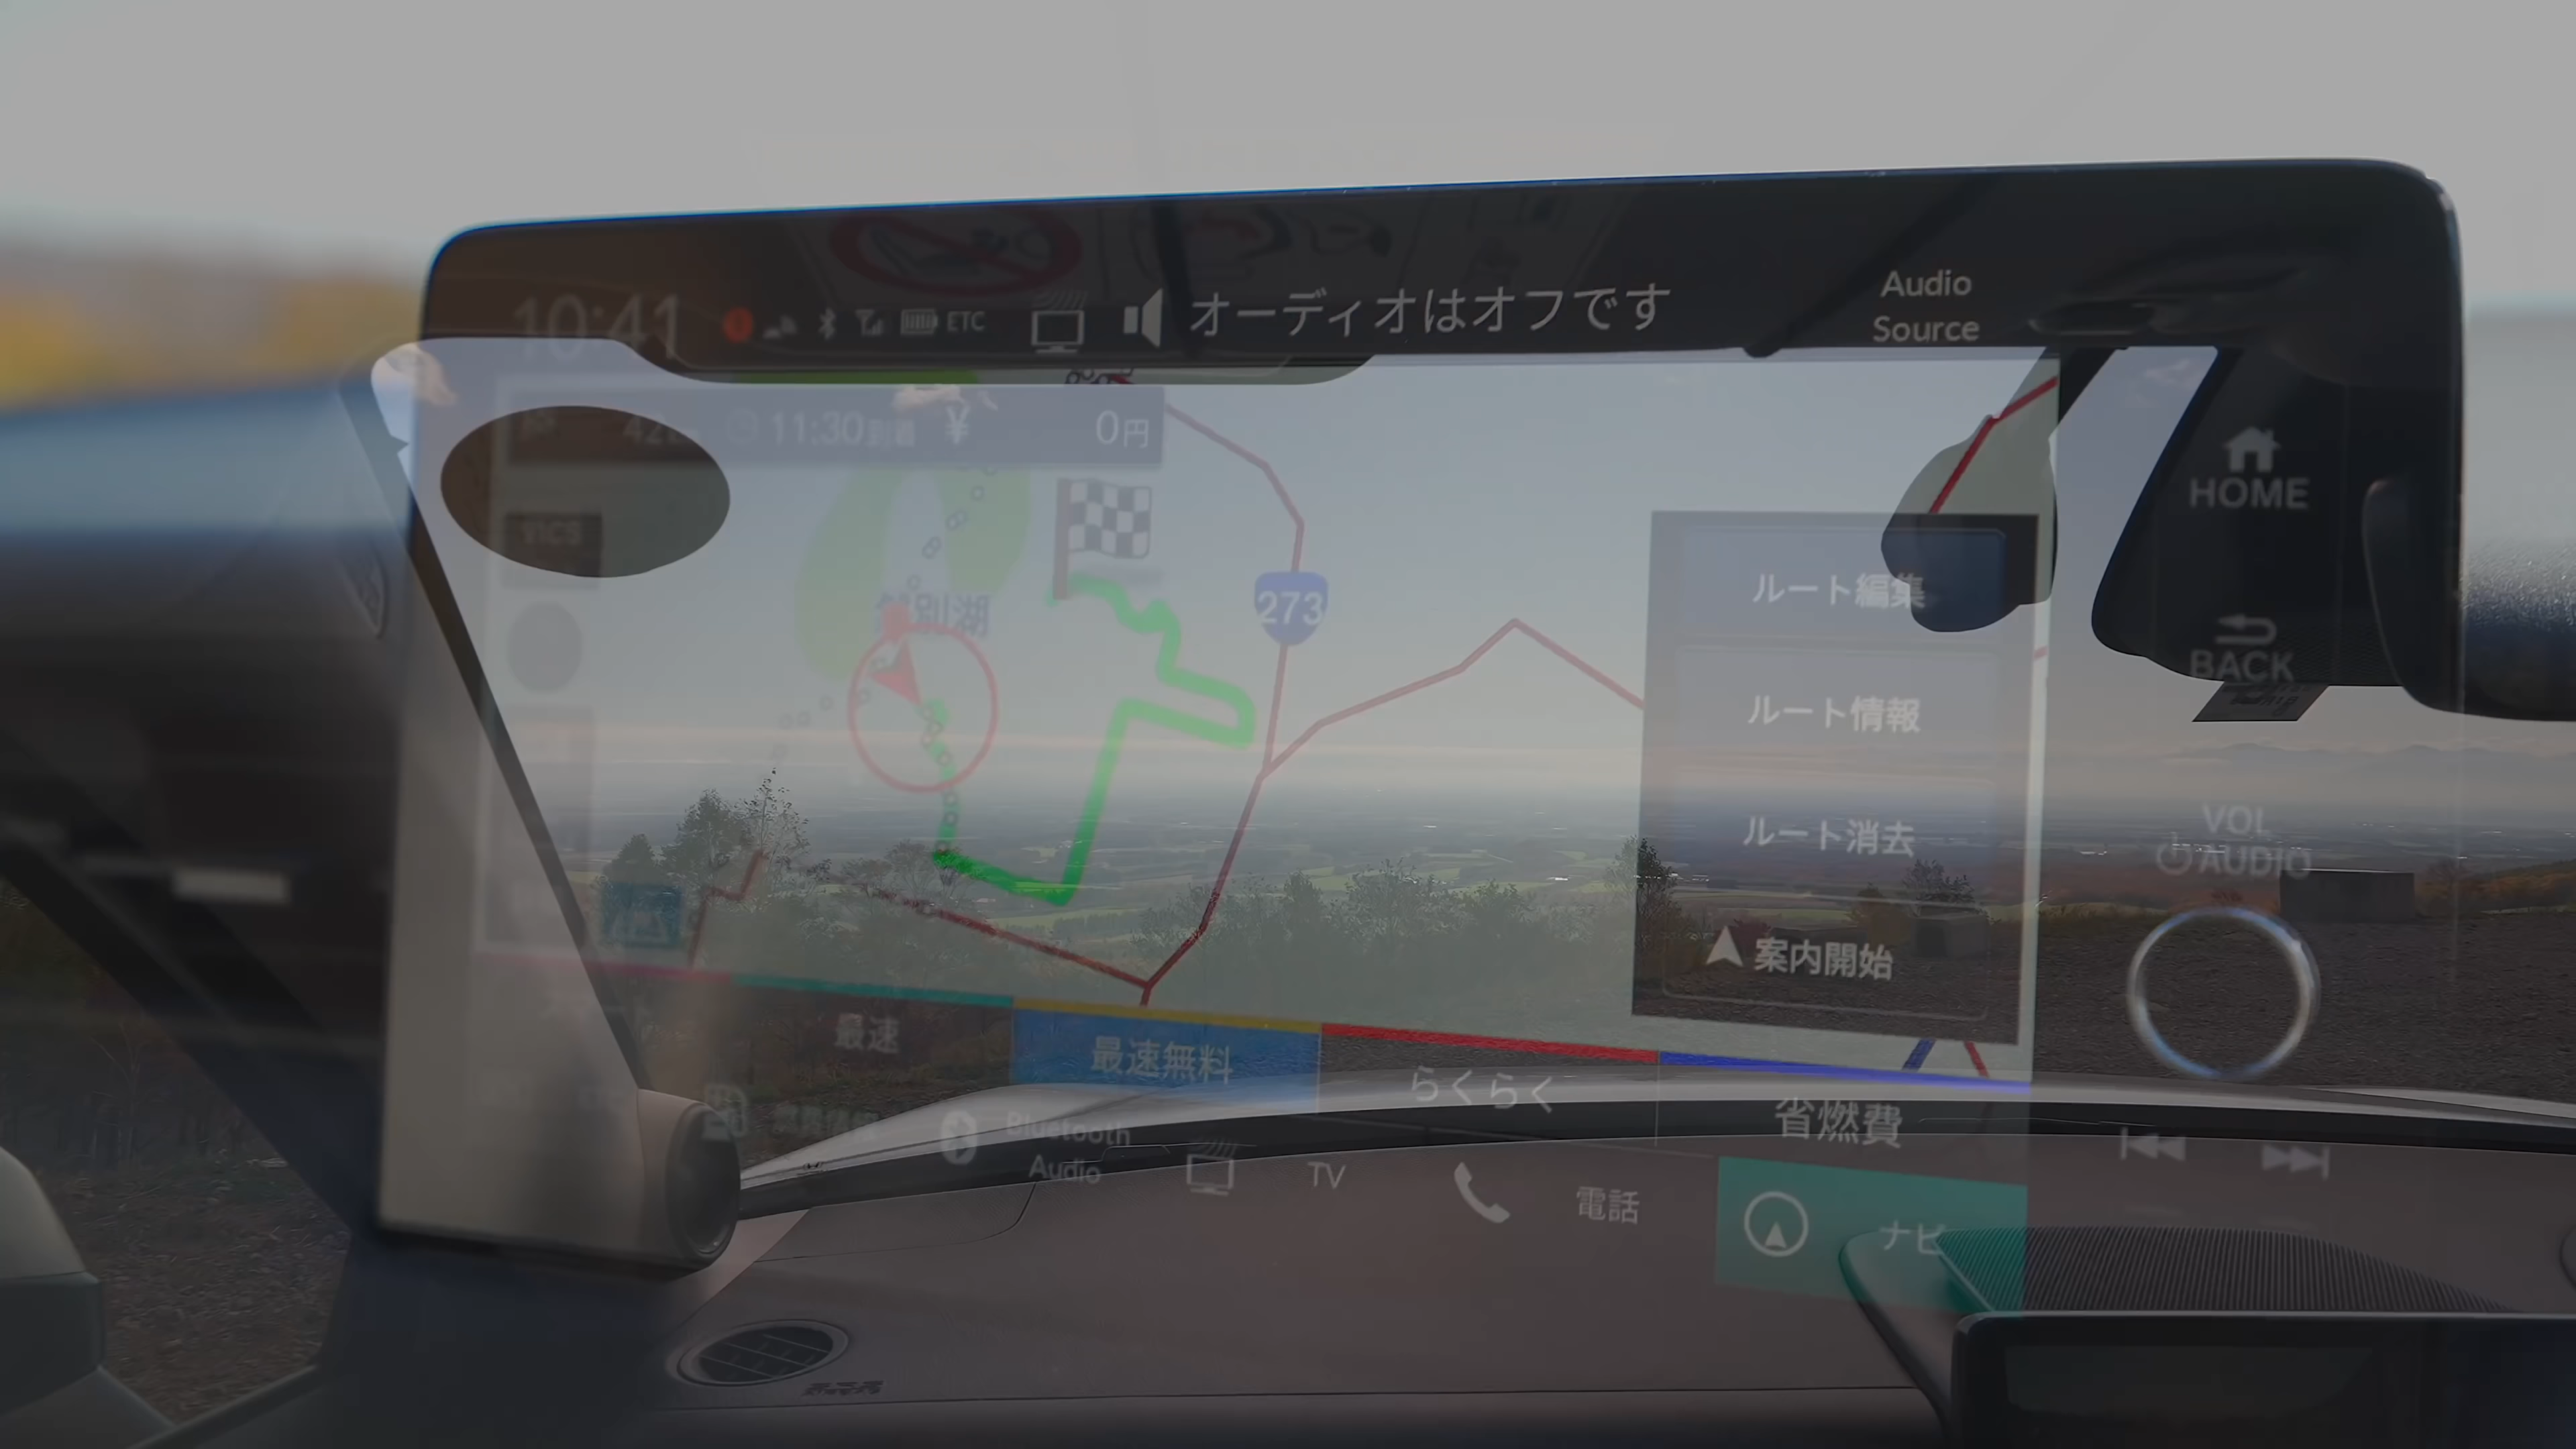 10:41
ETC
オーディオはオフです
Audio
Source
42km
11:30到着
¥
0円
HOME
VICS
273
ルート編集
BACK
ルート情報
ルート消去
VOL
AUDIO
案内開始
最速
最速無料
らくらく
省燃費
Bluetooth
Audio
TV
電話
ナビ